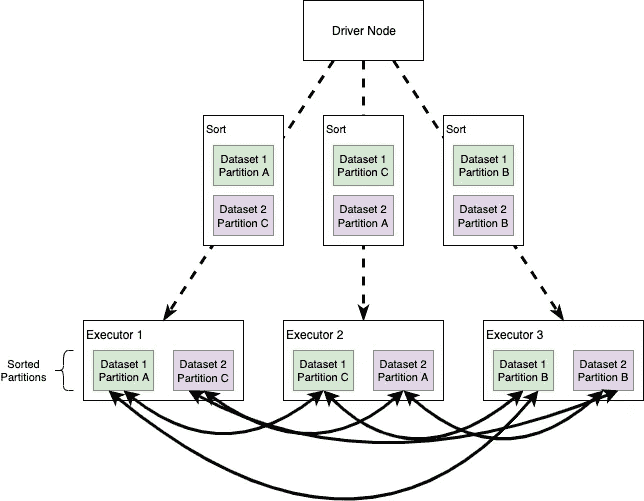 Driver Node
Sort
Dataset 1
Partition A
Dataset 2
Partition C
Sort
Dataset 1
Partition C
Dataset 2
Partition A
Sort
Dataset 1
Partition B
Dataset 2
Partition B
Sorted
Partitions
Executor 1
Dataset 1
Partition A
Dataset 2
Partition C
Executor 2
Dataset 1
Partition C
Dataset 2
Partition A
Executor 3
Dataset 1
Partition B
Dataset 2
Partition B